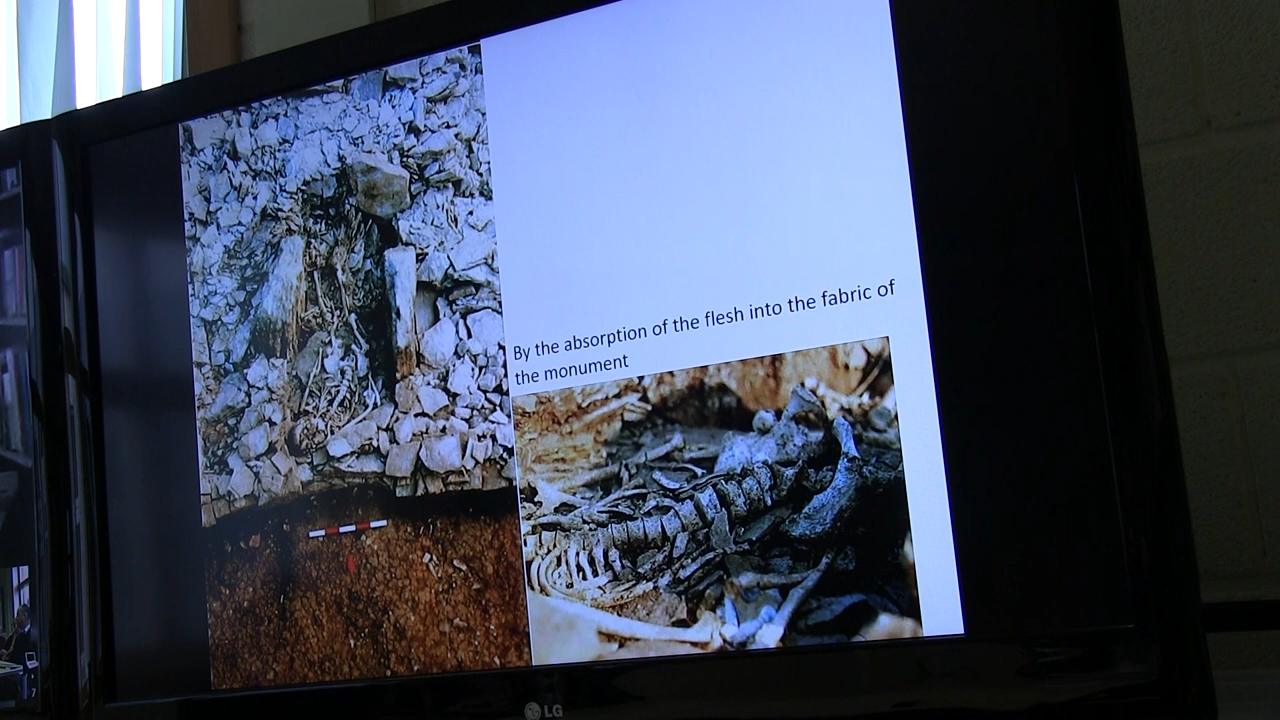 By the absorption of the flesh into the fabric of
the monument
LG